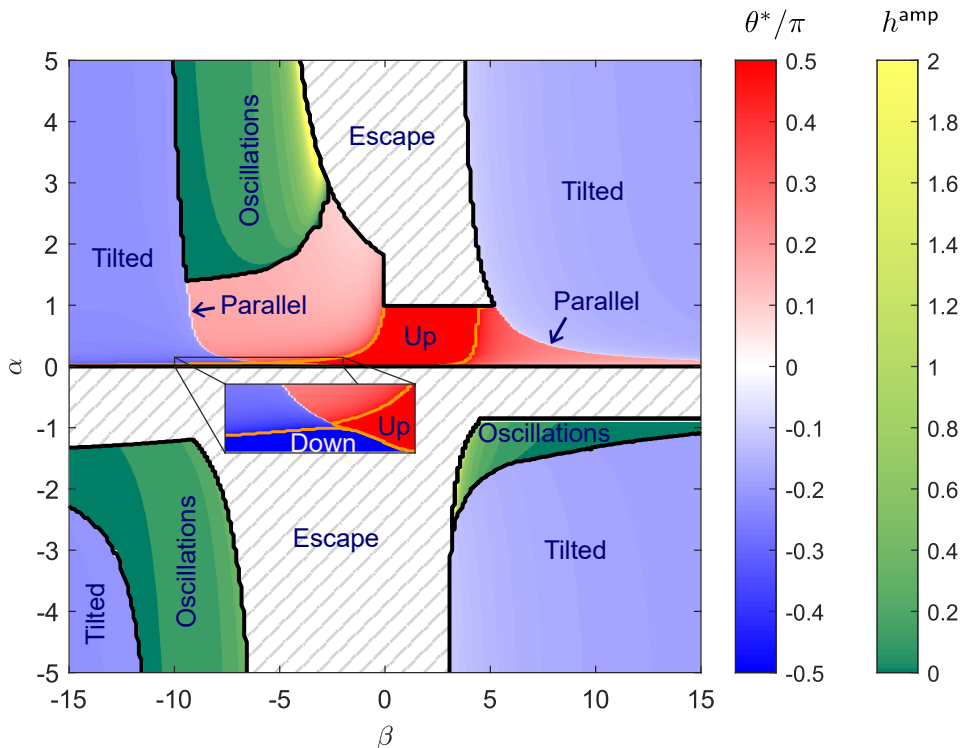 θ*/π
h^amp
5
4
3
2
1
0
-1
-2
-3
-4
-5
α
-15
-10
-5
0
5
10
15
β
Tilted
Oscillations
Escape
Tilted
Parallel
Parallel
Up
Down
Up
Oscillations
Tilted
Oscillations
Escape
Tilted
0.5
0.4
0.3
0.2
0.1
0
-0.1
-0.2
-0.3
-0.4
-0.5
2
1.8
1.6
1.4
1.2
1
0.8
0.6
0.4
0.2
0